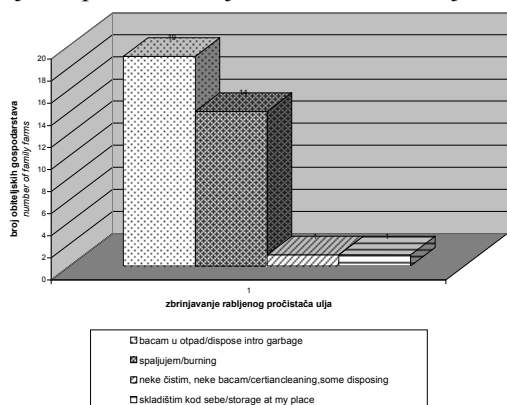 20
18
16
14
12
10
8
6
4
2
0
broj obiteljskih gospodarstava
number of family farms
19
14
1
1
1
zbrinjavanje rabljenog pročistača ulja
bacam u otpad/dispose intro garbage
spaljujem/burning
neke čistim, neke bacam/certiancleaning,some disposing
skladištim kod sebe/storage at my place